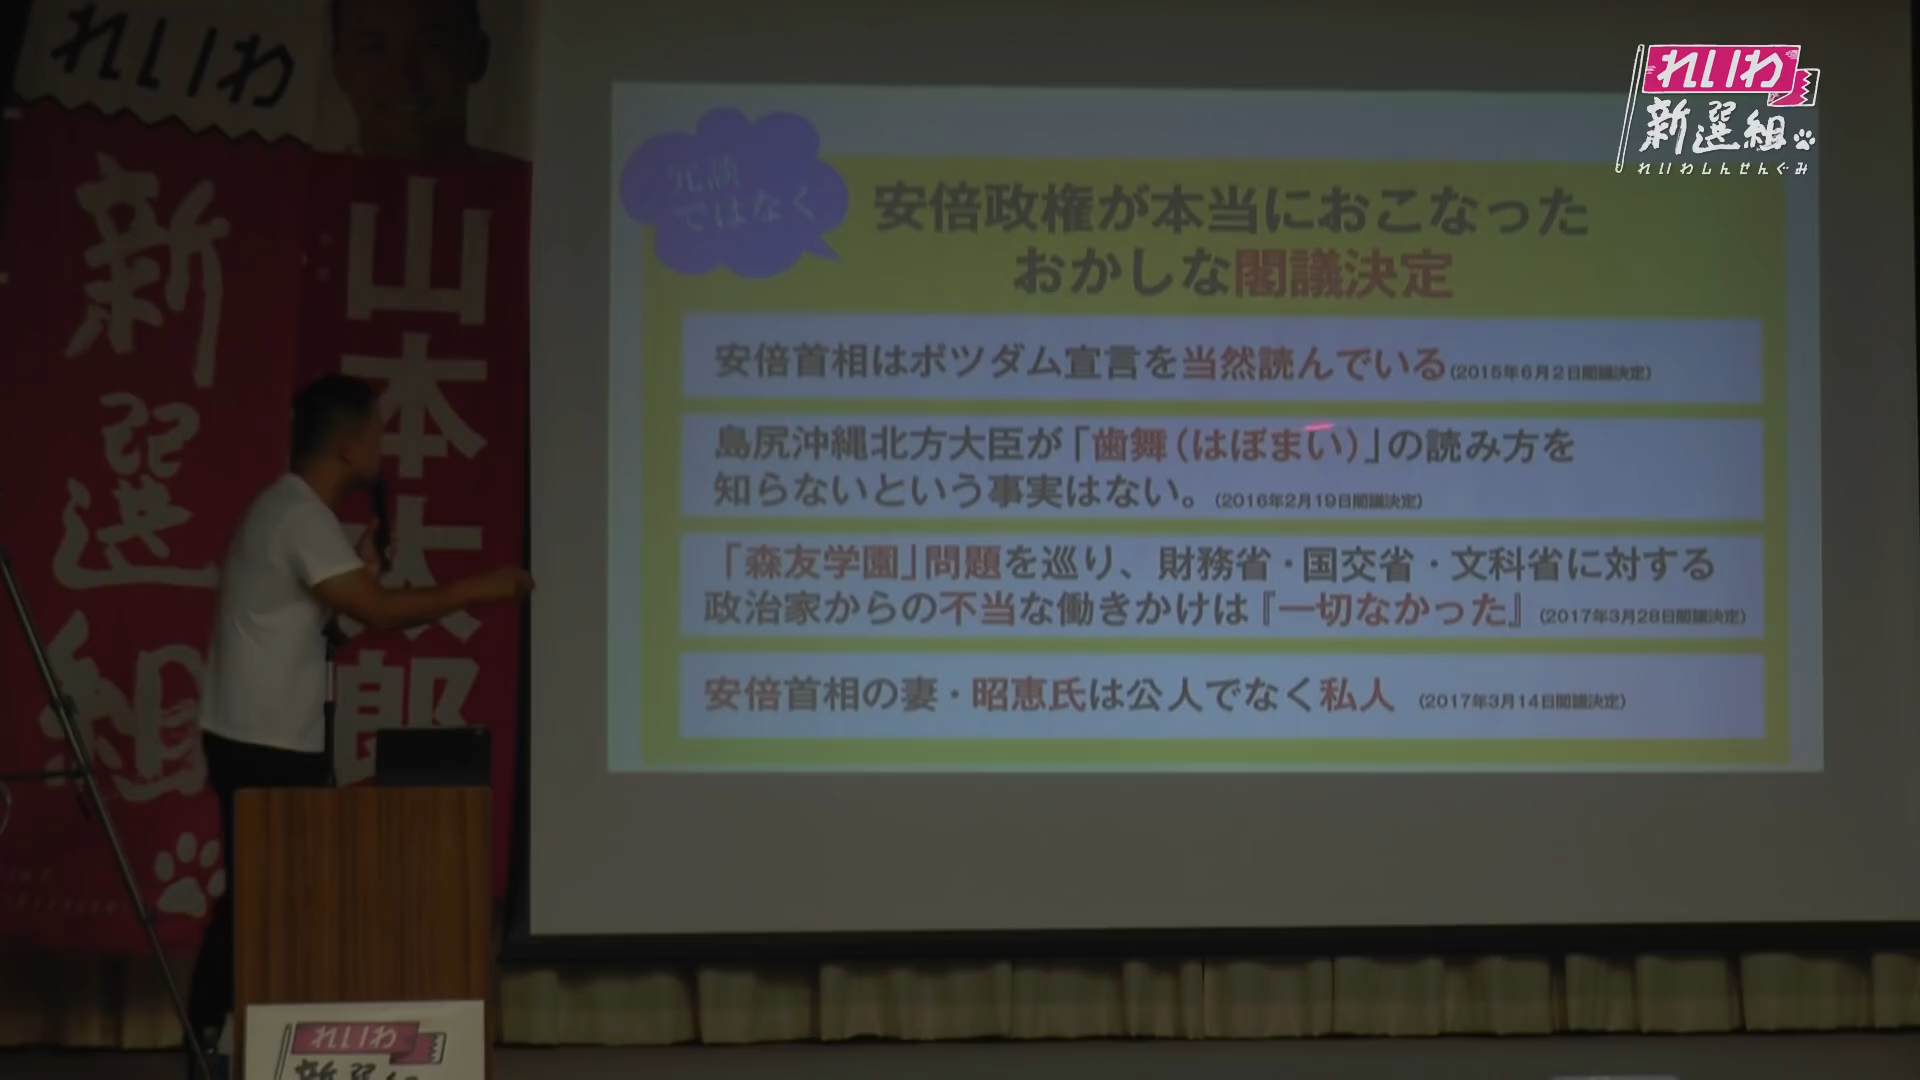 れいわ
新選組
れいわしんせんぐみ
れいわ
新選組
山本太郎
冗談
ではなく
安倍政権が本当におこなった
おかしな閣議決定
安倍首相はポツダム宣言を当然読んでいる(2015年6月2日閣議決定)
島尻沖縄北方大臣が「歯舞(はぼまい)」の読み方を
知らないという事実はない。(2016年2月19日閣議決定)
「森友学園」問題を巡り、財務省・国交省・文科省に対する
政治家からの不当な働きかけは『一切なかった』(2017年3月28日閣議決定)
安倍首相の妻・昭恵氏は公人でなく私人 (2017年3月14日閣議決定)
れいわ
新選組